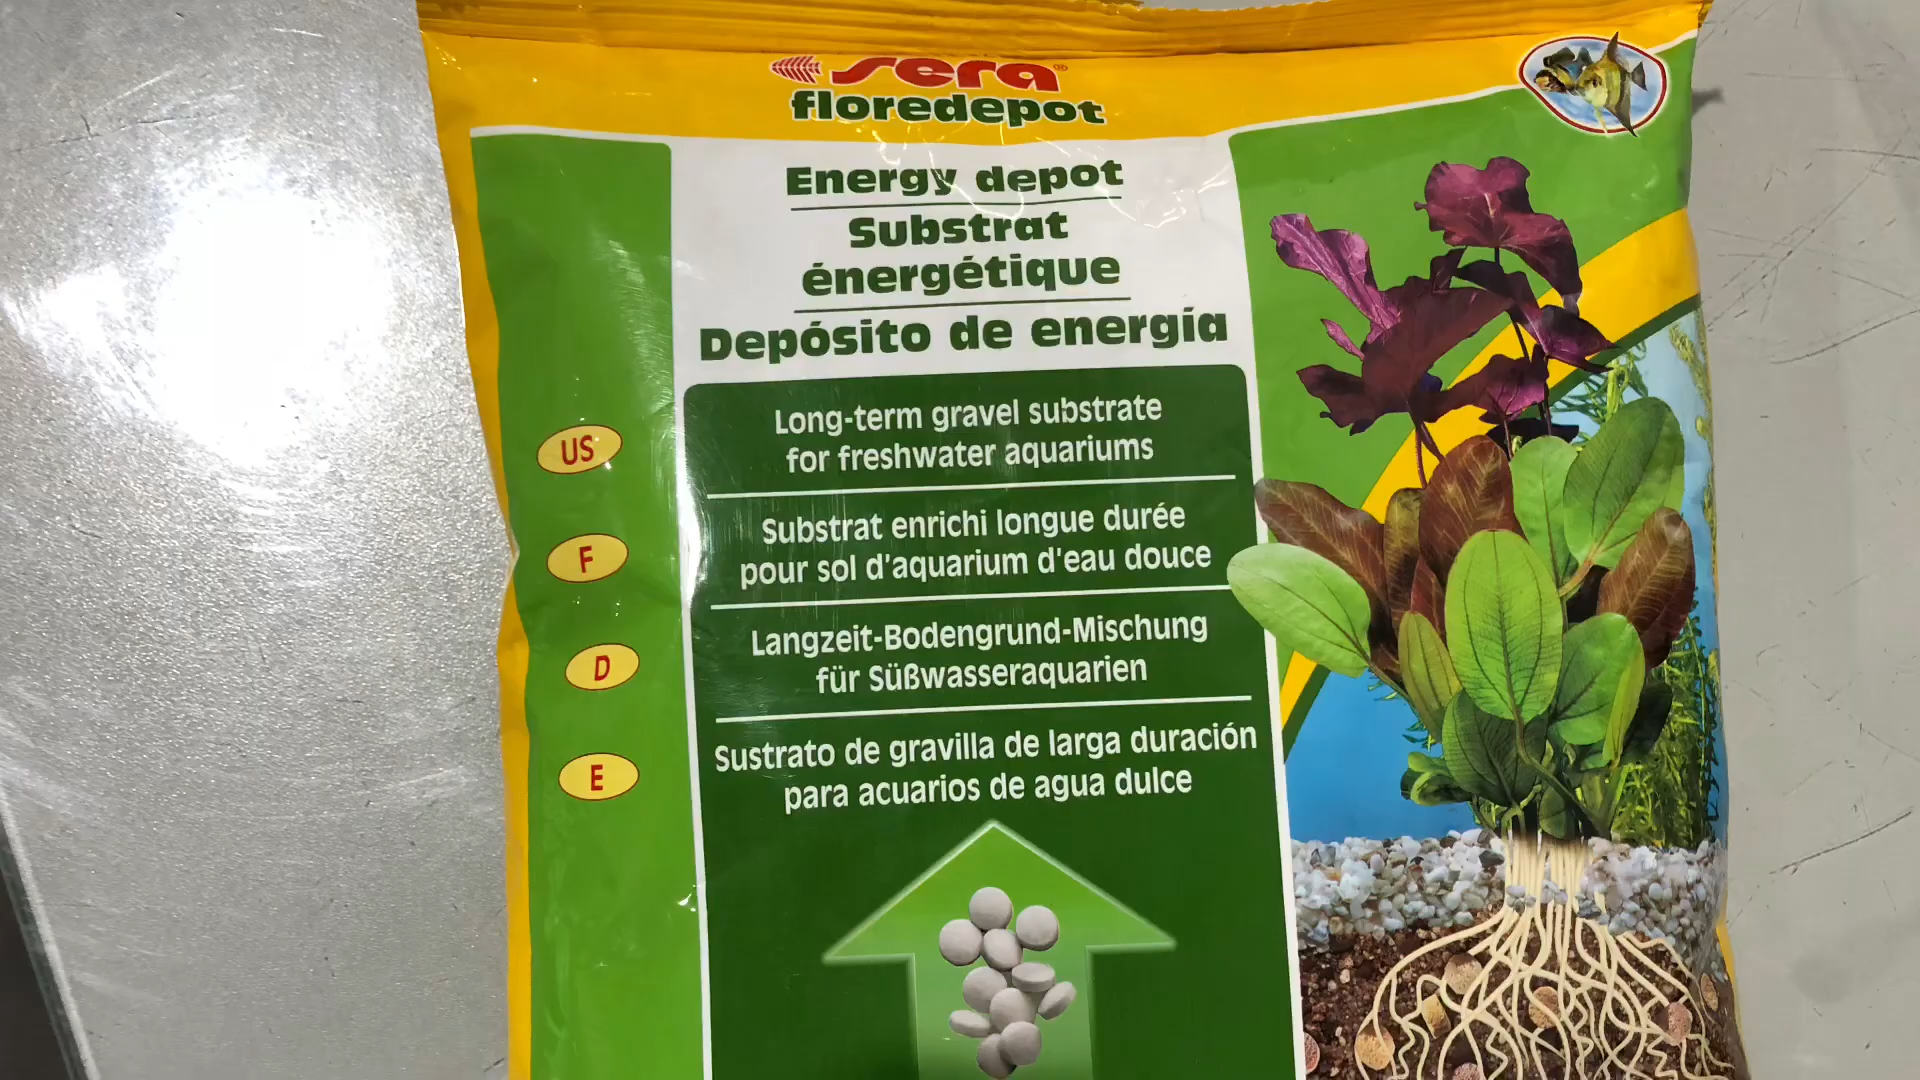 sera®
floredepot
Energy depot
Substrat
énergétique
Depósito de energía
US
Long-term gravel substrate
for freshwater aquariums
F
Substrat enrichi longue durée
pour sol d'aquarium d'eau douce
D
Langzeit-Bodengrund-Mischung
für Süßwasseraquarien
E
Sustrato de gravilla de larga duración
para acuarios de agua dulce